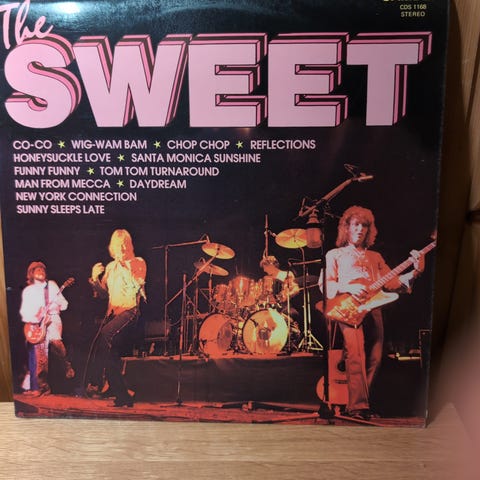 CDS 1168
STEREO
The
SWEET
CO-CO ★ WIG-WAM BAM ★ CHOP CHOP ★ REFLECTIONS
HONEYSUCKLE LOVE ★ SANTA MONICA SUNSHINE
FUNNY FUNNY ★ TOM TOM TURNAROUND
MAN FROM MECCA ★ DAYDREAM
NEW YORK CONNECTION
SUNNY SLEEPS LATE